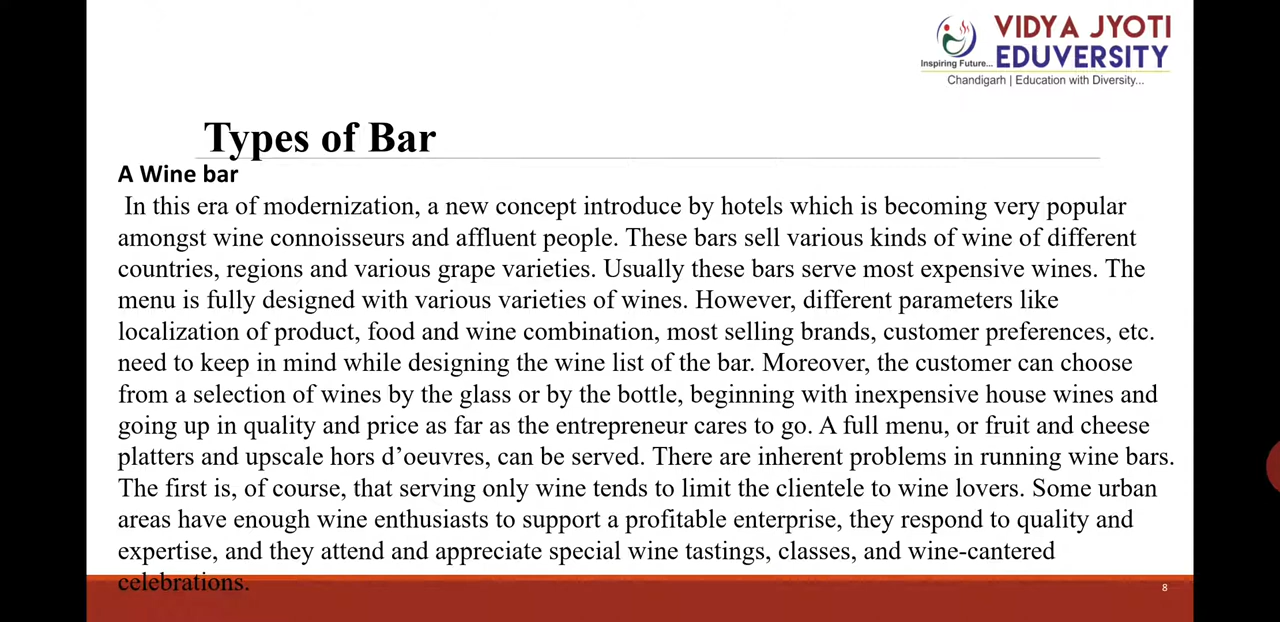 VIDYA JYOTI
EDUVERSITY
Inspiring Future...
Chandigarh | Education with Diversity...
Types of Bar
A Wine bar
In this era of modernization, a new concept introduce by hotels which is becoming very popular
amongst wine connoisseurs and affluent people. These bars sell various kinds of wine of different
countries, regions and various grape varieties. Usually these bars serve most expensive wines. The
menu is fully designed with various varieties of wines. However, different parameters like
localization of product, food and wine combination, most selling brands, customer preferences, etc.
need to keep in mind while designing the wine list of the bar. Moreover, the customer can choose
from a selection of wines by the glass or by the bottle, beginning with inexpensive house wines and
going up in quality and price as far as the entrepreneur cares to go. A full menu, or fruit and cheese
platters and upscale hors d’oeuvres, can be served. There are inherent problems in running wine bars.
The first is, of course, that serving only wine tends to limit the clientele to wine lovers. Some urban
areas have enough wine enthusiasts to support a profitable enterprise, they respond to quality and
expertise, and they attend and appreciate special wine tastings, classes, and wine-cantered
celebrations.
8